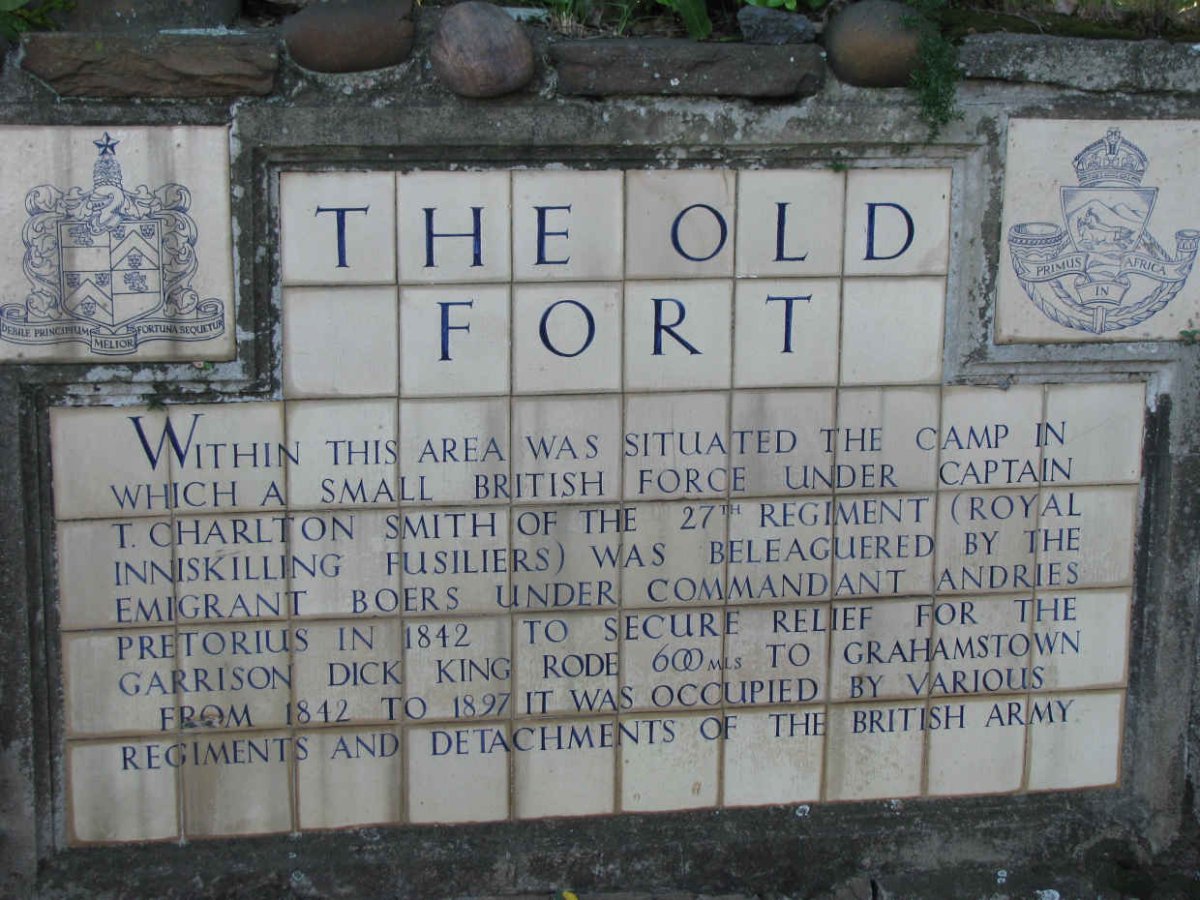 THE OLD
FORT
DEBILE PRINCIPIUM MELIOR FORTUNA SEQUETUR
PRIMUS IN AFRICA
WITHIN THIS AREA WAS SITUATED THE CAMP IN
WHICH A SMALL BRITISH FORCE UNDER CAPTAIN
T. CHARLTON SMITH OF THE 27TH REGIMENT (ROYAL
INNISKILLING FUSILIERS) WAS BELEAGUERED BY THE
EMIGRANT BOERS UNDER COMMANDANT ANDRIES
PRETORIUS IN 1842 TO SECURE RELIEF FOR THE
GARRISON DICK KING RODE 600 MLS TO GRAHAMSTOWN
FROM 1842 TO 1897 IT WAS OCCUPIED BY VARIOUS
REGIMENTS AND DETACHMENTS OF THE BRITISH ARMY